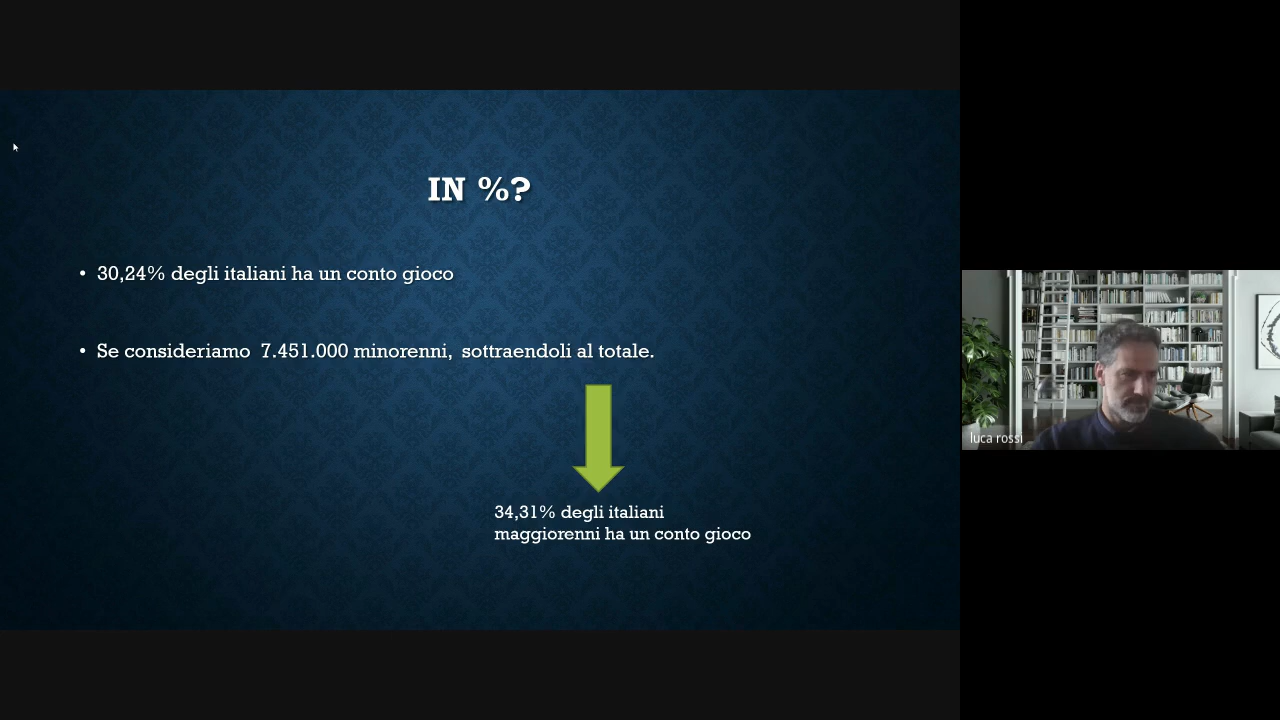 IN %?
• 30,24% degli italiani ha un conto gioco
• Se consideriamo 7.451.000 minorenni, sottraendoli al totale.
34,31% degli italiani
maggiorenni ha un conto gioco
luca rossi